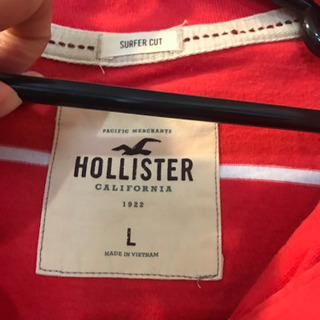 SURFER CUT
PACIFIC MERCHANTS
HOLLISTER
CALIFORNIA
1922
L
MADE IN VIETNAM